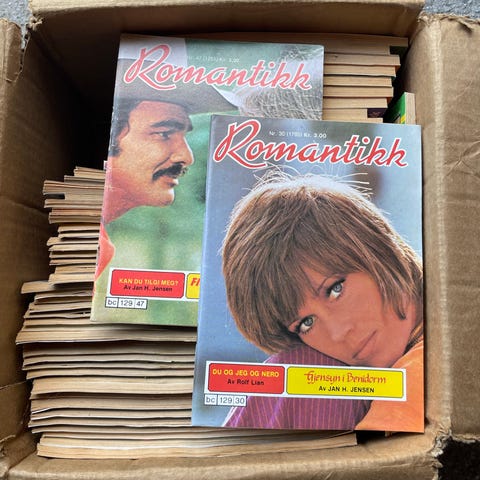 Romantikk
Nr. 47 (1251) Kr. 3.00
KAN DU TILGI MEG?
Av Jan H. Jensen
bc 129 47
Romantikk
Nr. 30 (1785) Kr. 3.00
DU OG JEG OG NERO
Av Rolf Lian
Gjensyn i Benidorm
Av JAN H. JENSEN
bc 129 30